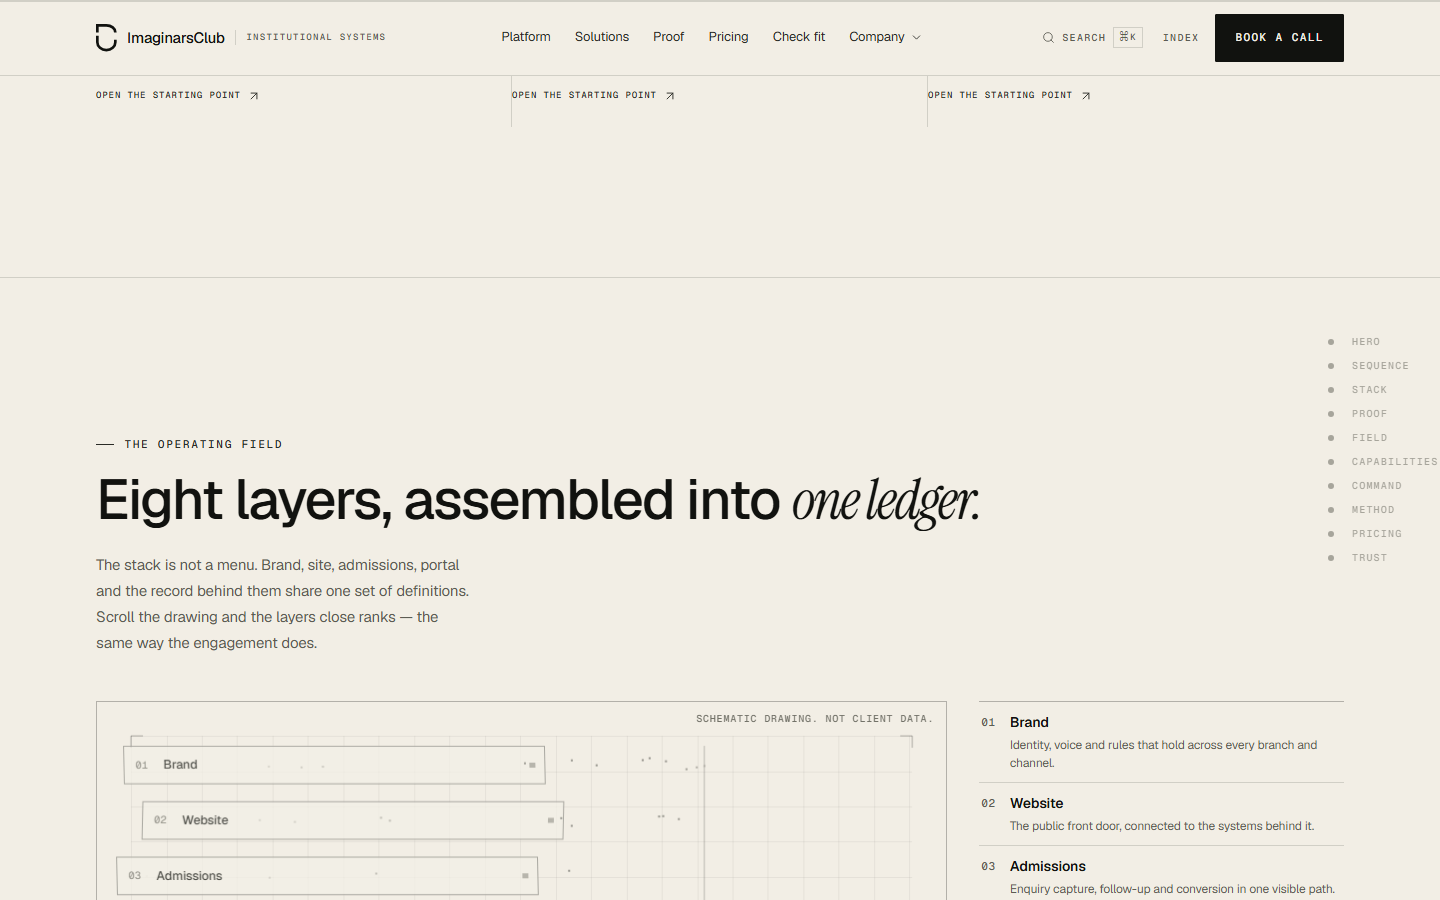 ImaginarsClub
INSTITUTIONAL SYSTEMS
Platform
Solutions
Proof
Pricing
Check fit
Company
SEARCH ⌘K
INDEX
BOOK A CALL
OPEN THE STARTING POINT
OPEN THE STARTING POINT
OPEN THE STARTING POINT
HERO
SEQUENCE
STACK
PROOF
FIELD
CAPABILITIES
COMMAND
METHOD
PRICING
TRUST
THE OPERATING FIELD
Eight layers, assembled into one ledger.
The stack is not a menu. Brand, site, admissions, portal
and the record behind them share one set of definitions.
Scroll the drawing and the layers close ranks — the
same way the engagement does.
SCHEMATIC DRAWING. NOT CLIENT DATA.
01 Brand
02 Website
03 Admissions
01 Brand
Identity, voice and rules that hold across every branch and
channel.
02 Website
The public front door, connected to the systems behind it.
03 Admissions
Enquiry capture, follow-up and conversion in one visible path.